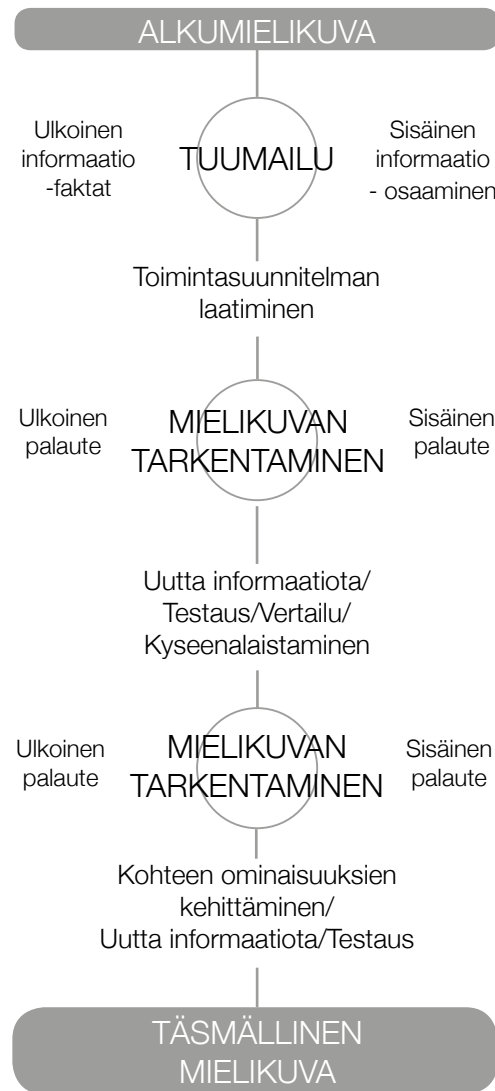 ALKUMIELIKUVA
Ulkoinen
informaatio
-faktat
TUUMAILU
Sisäinen
informaatio
- osaaminen
Toimintasuunnitelman
laatiminen
Ulkoinen
palaute
MIELIKUVAN
TARKENTAMINEN
Sisäinen
palaute
Uutta informaatiota/
Testaus/Vertailu/
Kyseenalaistaminen
Ulkoinen
palaute
MIELIKUVAN
TARKENTAMINEN
Sisäinen
palaute
Kohteen ominaisuuksien
kehittäminen/
Uutta informaatiota/Testaus
TÄSMÄLLINEN
MIELIKUVA